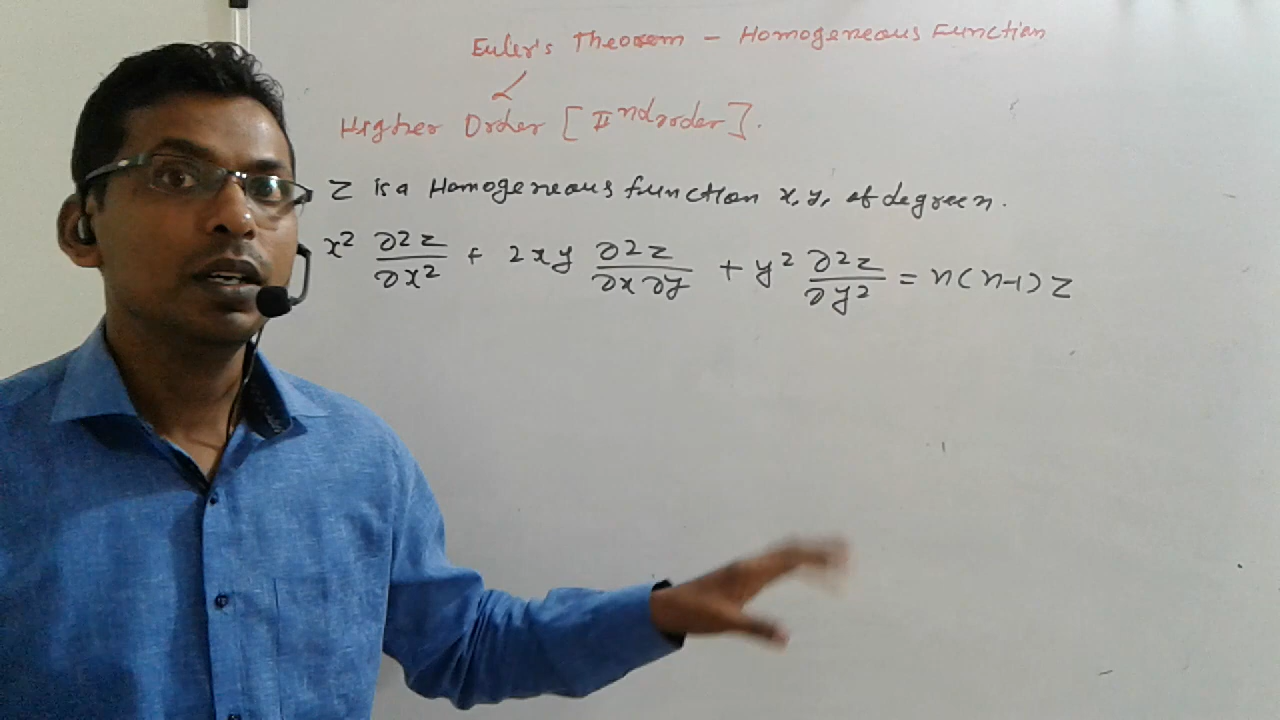 Euler's Theorem - Homogeneous Function
Higher Order [IInd order].
Z is a Homogeneous function x, y, of degree n.
x² ∂²z/∂x² + 2xy ∂²z/∂x∂y + y² ∂²z/∂y² = n(n-1)z